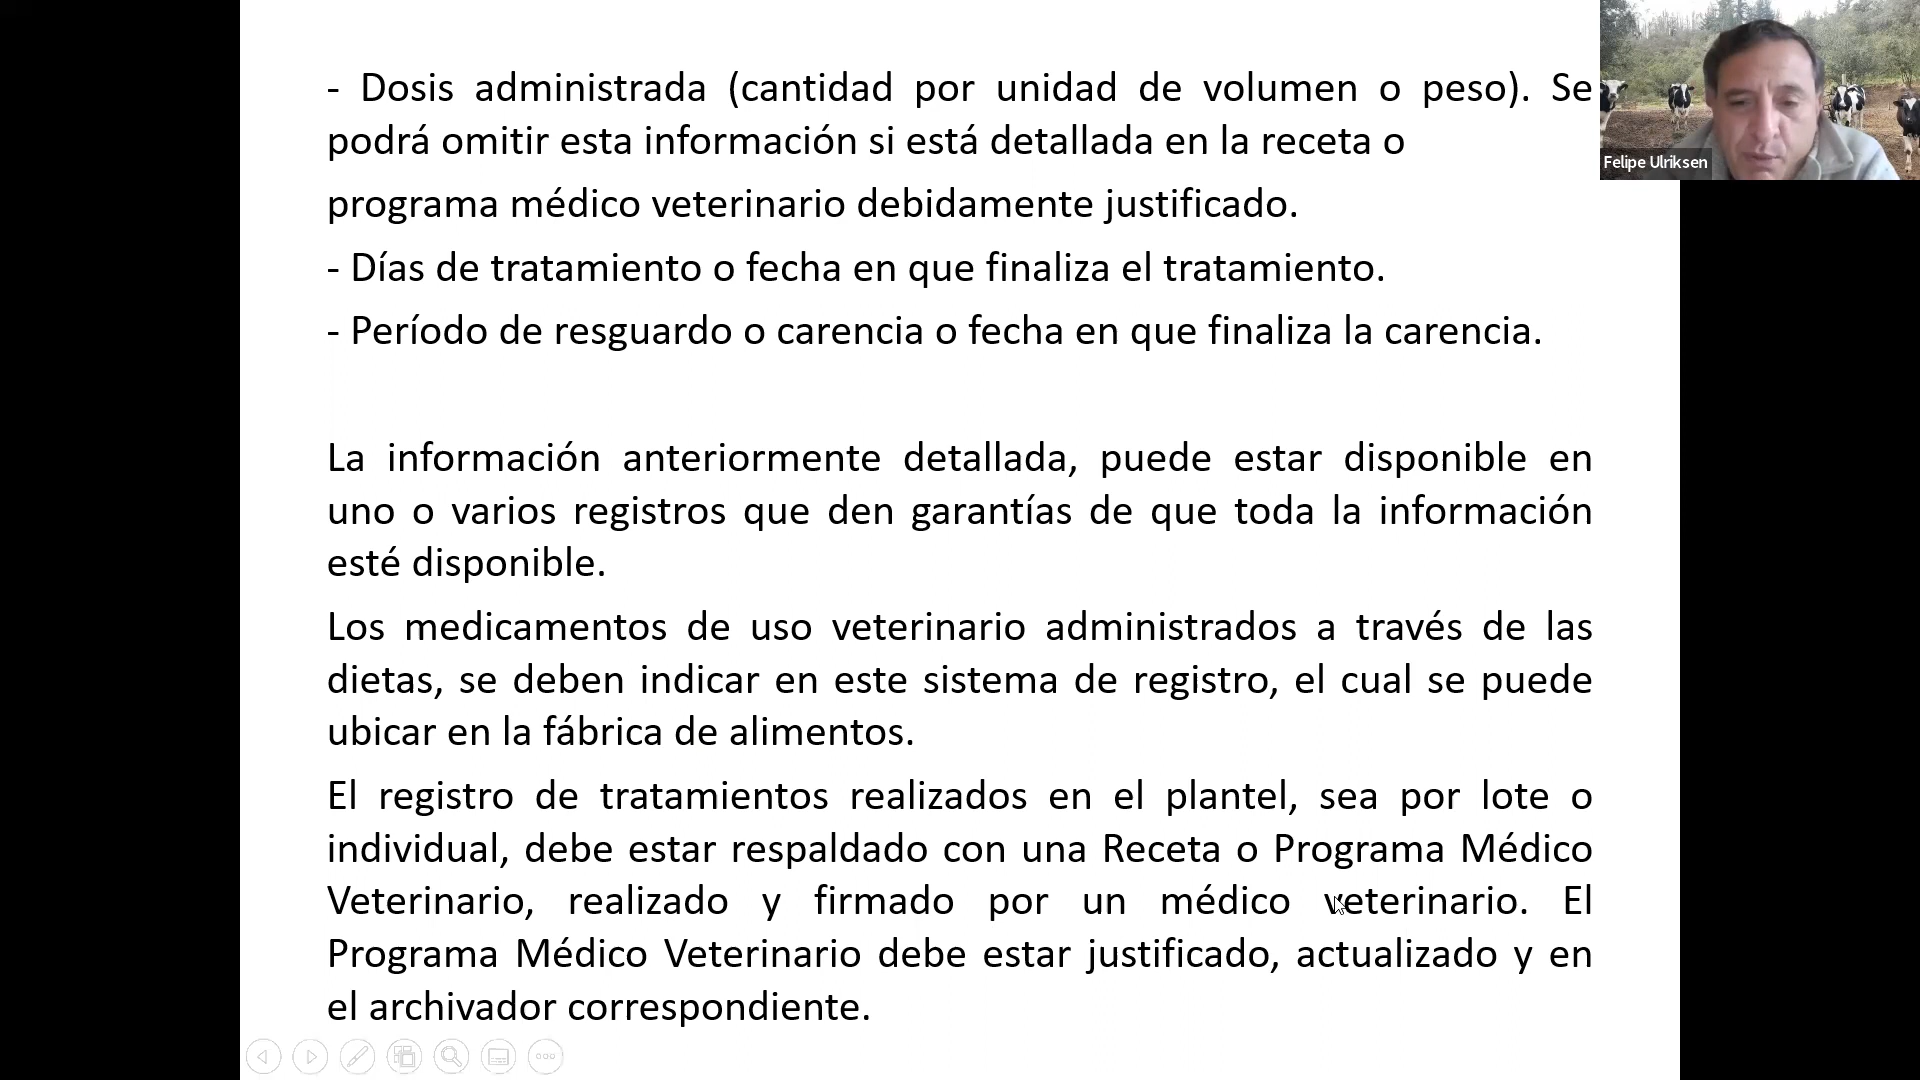 - Dosis administrada (cantidad por unidad de volumen o peso). Se
podrá omitir esta información si está detallada en la receta o
programa médico veterinario debidamente justificado.
- Días de tratamiento o fecha en que finaliza el tratamiento.
- Período de resguardo o carencia o fecha en que finaliza la carencia.
La información anteriormente detallada, puede estar disponible en
uno o varios registros que den garantías de que toda la información
esté disponible.
Los medicamentos de uso veterinario administrados a través de las
dietas, se deben indicar en este sistema de registro, el cual se puede
ubicar en la fábrica de alimentos.
El registro de tratamientos realizados en el plantel, sea por lote o
individual, debe estar respaldado con una Receta o Programa Médico
Veterinario, realizado y firmado por un médico veterinario. El
Programa Médico Veterinario debe estar justificado, actualizado y en
el archivador correspondiente.
Felipe Ulriksen